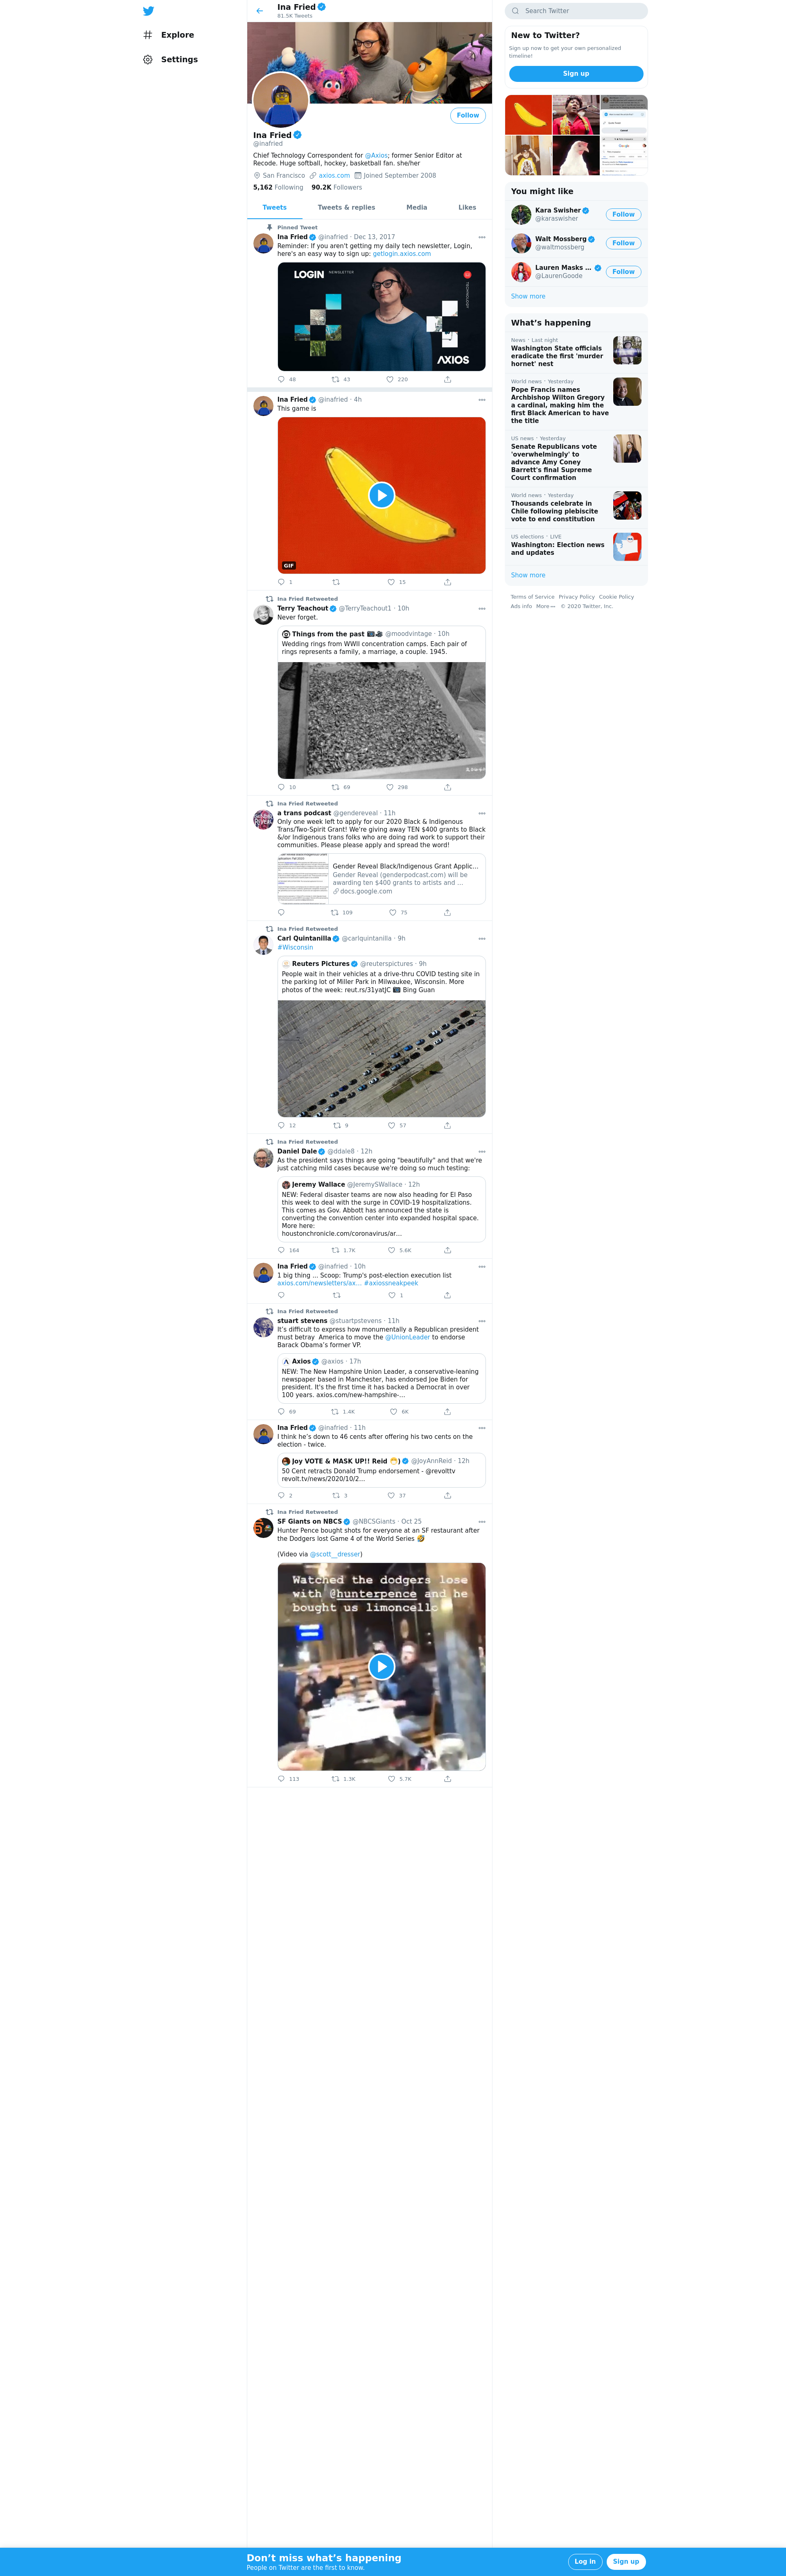 Explore
Settings
Ina Fried
81.5K Tweets
Follow
Ina Fried
@inafried
Chief Technology Correspondent for @Axios; former Senior Editor at
Recode. Huge softball, hockey, basketball fan. she/her
San Francisco axios.com Joined September 2008
5,162 Following 90.2K Followers
Tweets Tweets & replies Media Likes
Pinned Tweet
Ina Fried @inafried · Dec 13, 2017
Reminder: If you aren't getting my daily tech newsletter, Login,
here's an easy way to sign up: getlogin.axios.com
LOGIN NEWSLETTER
TECHNOLOGY
AXIOS
48 43 220
Ina Fried @inafried · 4h
This game is
GIF
1 15
Ina Fried Retweeted
Terry Teachout @TerryTeachout1 · 10h
Never forget.
Things from the past @moodvintage · 10h
Wedding rings from WWII concentration camps. Each pair of
rings represents a family, a marriage, a couple. 1945.
10 69 298
Ina Fried Retweeted
a trans podcast @gendereveal · 11h
Only one week left to apply for our 2020 Black & Indigenous
Trans/Two-Spirit Grant! We're giving away TEN $400 grants to Black
&/or Indigenous trans folks who are doing rad work to support their
communities. Please please apply and spread the word!
Gender Reveal Black/Indigenous Grant Applic...
Gender Reveal (genderpodcast.com) will be
awarding ten $400 grants to artists and ...
docs.google.com
109 75
Ina Fried Retweeted
Carl Quintanilla @carlquintanilla · 9h
#Wisconsin
Reuters Pictures @reuterspictures · 9h
People wait in their vehicles at a drive-thru COVID testing site in
the parking lot of Miller Park in Milwaukee, Wisconsin. More
photos of the week: reut.rs/31yatJC 📷 Bing Guan
12 9 57
Ina Fried Retweeted
Daniel Dale @ddale8 · 12h
As the president says things are going "beautifully" and that we're
just catching mild cases because we're doing so much testing:
Jeremy Wallace @JeremySWallace · 12h
NEW: Federal disaster teams are now also heading for El Paso
this week to deal with the surge in COVID-19 hospitalizations.
This comes as Gov. Abbott has announced the state is
converting the convention center into expanded hospital space.
More here:
houstonchronicle.com/coronavirus/ar…
164 1.7K 5.6K
Ina Fried @inafried · 10h
1 big thing ... Scoop: Trump's post-election execution list
axios.com/newsletters/ax… #axiossneakpeek
1
Ina Fried Retweeted
stuart stevens @stuartpstevens · 11h
It's difficult to express how monumentally a Republican president
must betray America to move the @UnionLeader to endorse
Barack Obama's former VP.
Axios @axios · 17h
NEW: The New Hampshire Union Leader, a conservative-leaning
newspaper based in Manchester, has endorsed Joe Biden for
president. It's the first time it has backed a Democrat in over
100 years. axios.com/new-hampshire-…
69 1.4K 6K
Ina Fried @inafried · 11h
I think he's down to 46 cents after offering his two cents on the
election - twice.
Joy VOTE & MASK UP!! Reid 😷) @JoyAnnReid · 12h
50 Cent retracts Donald Trump endorsement - @revolttv
revolt.tv/news/2020/10/2…
2 3 37
Ina Fried Retweeted
SF Giants on NBCS @NBCSGiants · Oct 25
Hunter Pence bought shots for everyone at an SF restaurant after
the Dodgers lost Game 4 of the World Series 🤣
(Video via @scott__dresser)
Watched the dodgers lose
with @hunterpence and he
bought us limoncello
113 1.3K 5.7K
Search Twitter
New to Twitter?
Sign up now to get your own personalized
timeline!
Sign up
You might like
Kara Swisher
@karaswisher
Follow
Walt Mossberg
@waltmossberg
Follow
Lauren Masks ...
@LaurenGoode
Follow
Show more
What's happening
News · Last night
Washington State officials
eradicate the first 'murder
hornet' nest
World news · Yesterday
Pope Francis names
Archbishop Wilton Gregory
a cardinal, making him the
first Black American to have
the title
US news · Yesterday
Senate Republicans vote
'overwhelmingly' to
advance Amy Coney
Barrett's final Supreme
Court confirmation
World news · Yesterday
Thousands celebrate in
Chile following plebiscite
vote to end constitution
US elections · LIVE
Washington: Election news
and updates
Show more
Terms of Service Privacy Policy Cookie Policy
Ads info More © 2020 Twitter, Inc.
Don't miss what's happening
People on Twitter are the first to know.
Log in
Sign up